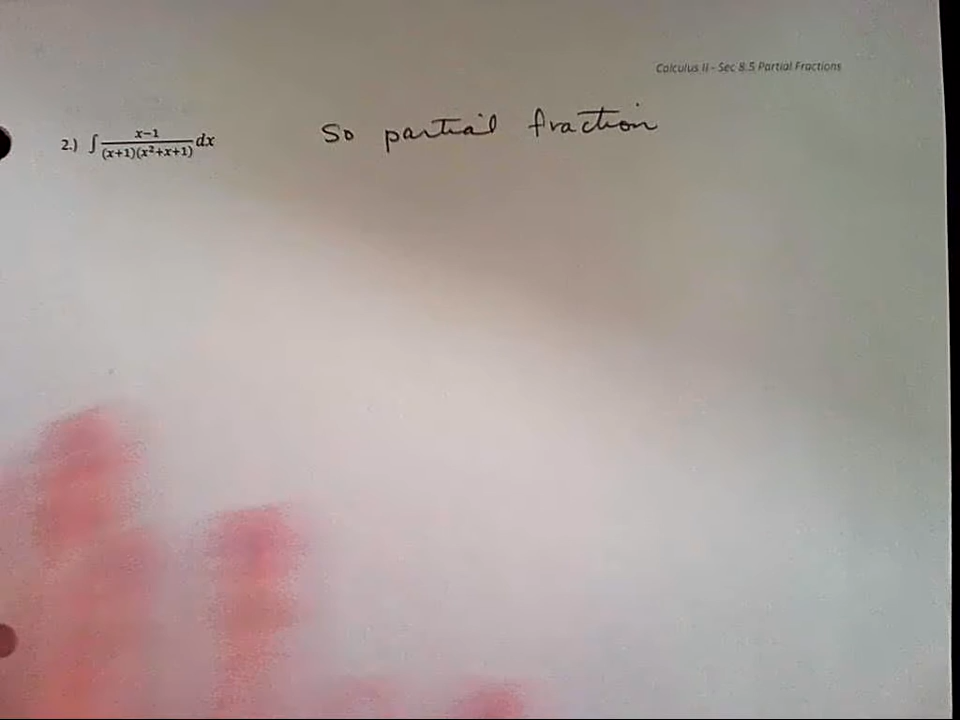 Calculus II - Sec 8.5 Partial Fractions
2.) ∫ x−1 / (x+1)(x²+x+1) dx So partial fraction